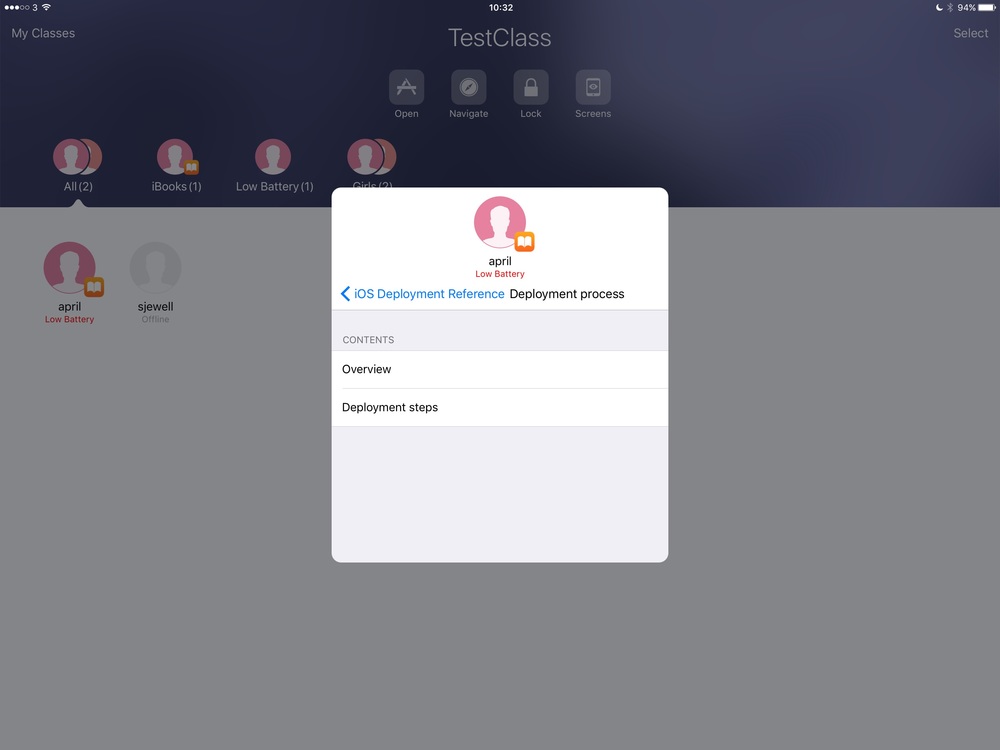 3 10:32 94%
My Classes TestClass Select
Open Navigate Lock Screens
All (2) iBooks (1) Low Battery (1) Girls (2)
april
Low Battery
iOS Deployment Reference Deployment process
CONTENTS
Overview
Deployment steps
april sjewell
Low Battery Offline